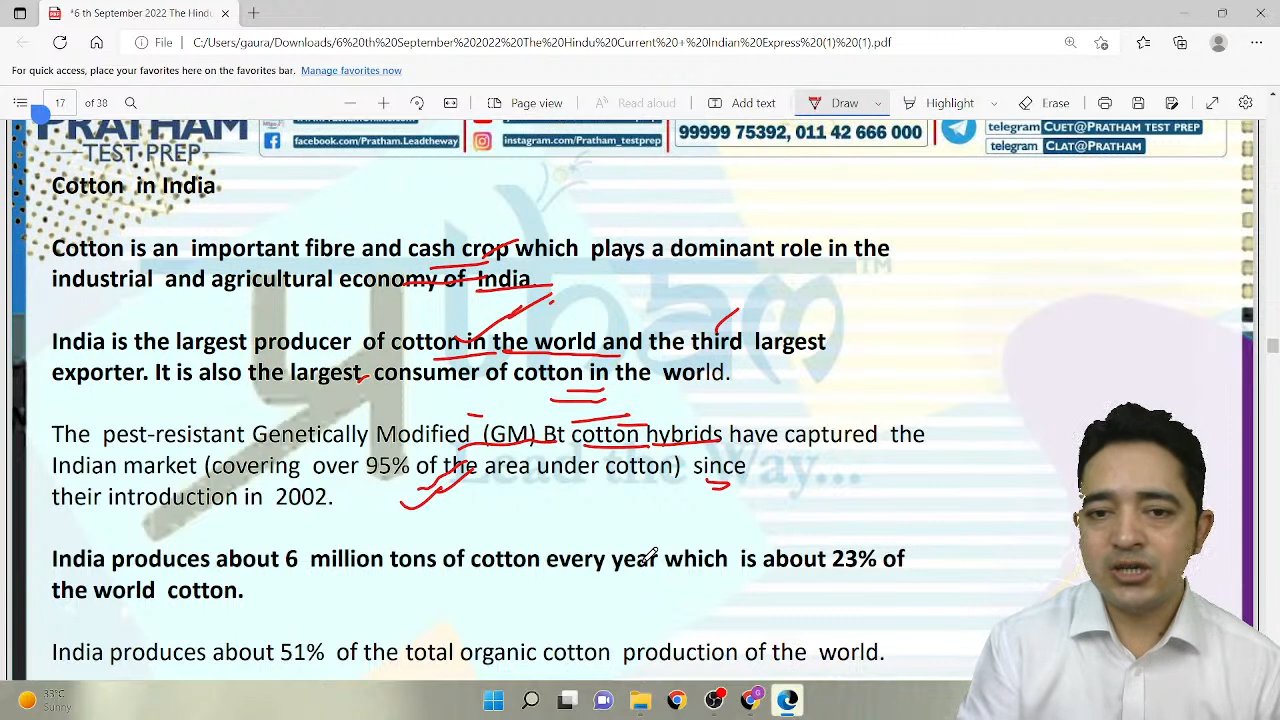 *6 th September 2022 The Hindu
File C:/Users/gaura/Downloads/6%20th%20September%202022%20The%20Hindu%20Current%20+%20Indian%20Express%20(1)%20(1).pdf
For quick access, place your favorites here on the favorites bar. Manage favorites now
17 of 38 Page view Read aloud Add text Draw Highlight Erase
PRATHAM
TEST PREP
facebook.com/Pratham.Leadtheway
instagram.com/Pratham_testprep
99999 75392, 011 42 666 000
telegram CUET@PRATHAM TEST PREP
telegram CLAT@PRATHAM
Cotton in India
Cotton is an important fibre and cash crop which plays a dominant role in the
industrial and agricultural economy of India.
India is the largest producer of cotton in the world and the third largest
exporter. It is also the largest consumer of cotton in the world.
The pest-resistant Genetically Modified (GM) Bt cotton hybrids have captured the
Indian market (covering over 95% of the area under cotton) since
their introduction in 2002.
India produces about 6 million tons of cotton every year which is about 23% of
the world cotton.
India produces about 51% of the total organic cotton production of the world.
Lead the Way...
TM
33°C
Sunny